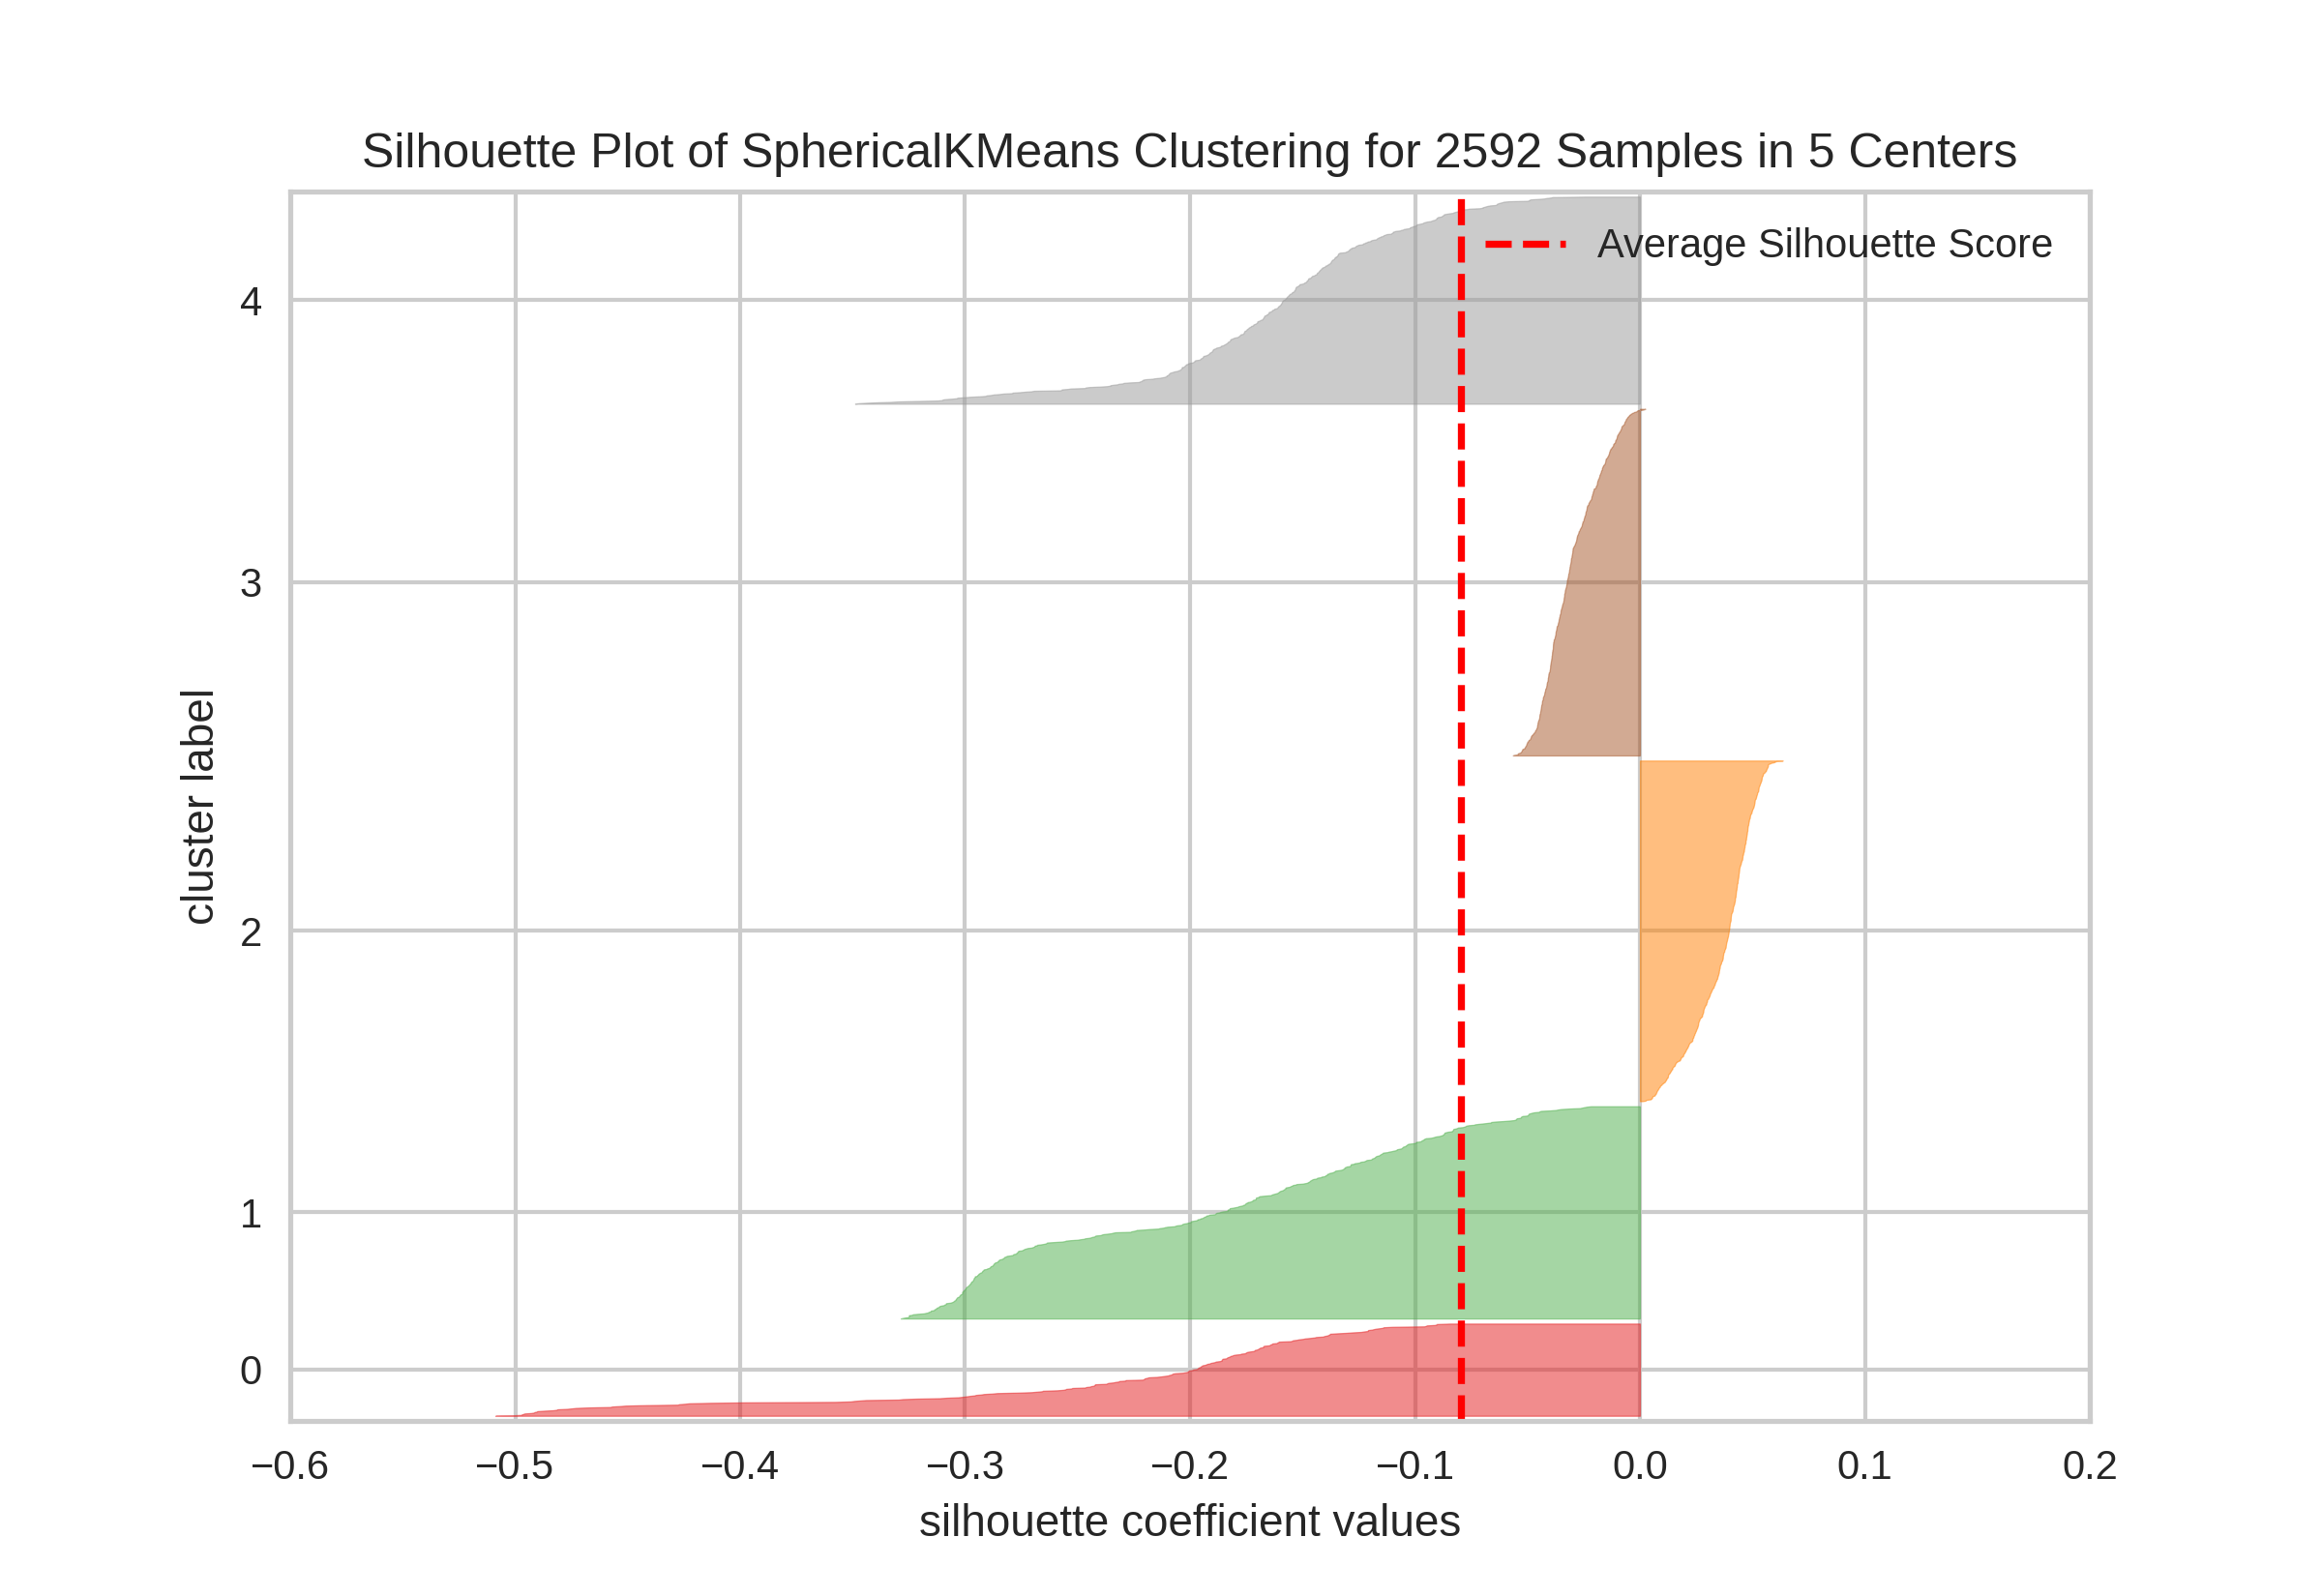 Silhouette Plot of SphericalKMeans Clustering for 2592 Samples in 5 Centers
Average Silhouette Score
4
3
2
1
0
cluster label
−0.6 −0.5 −0.4 −0.3 −0.2 −0.1 0.0 0.1 0.2
silhouette coefficient values